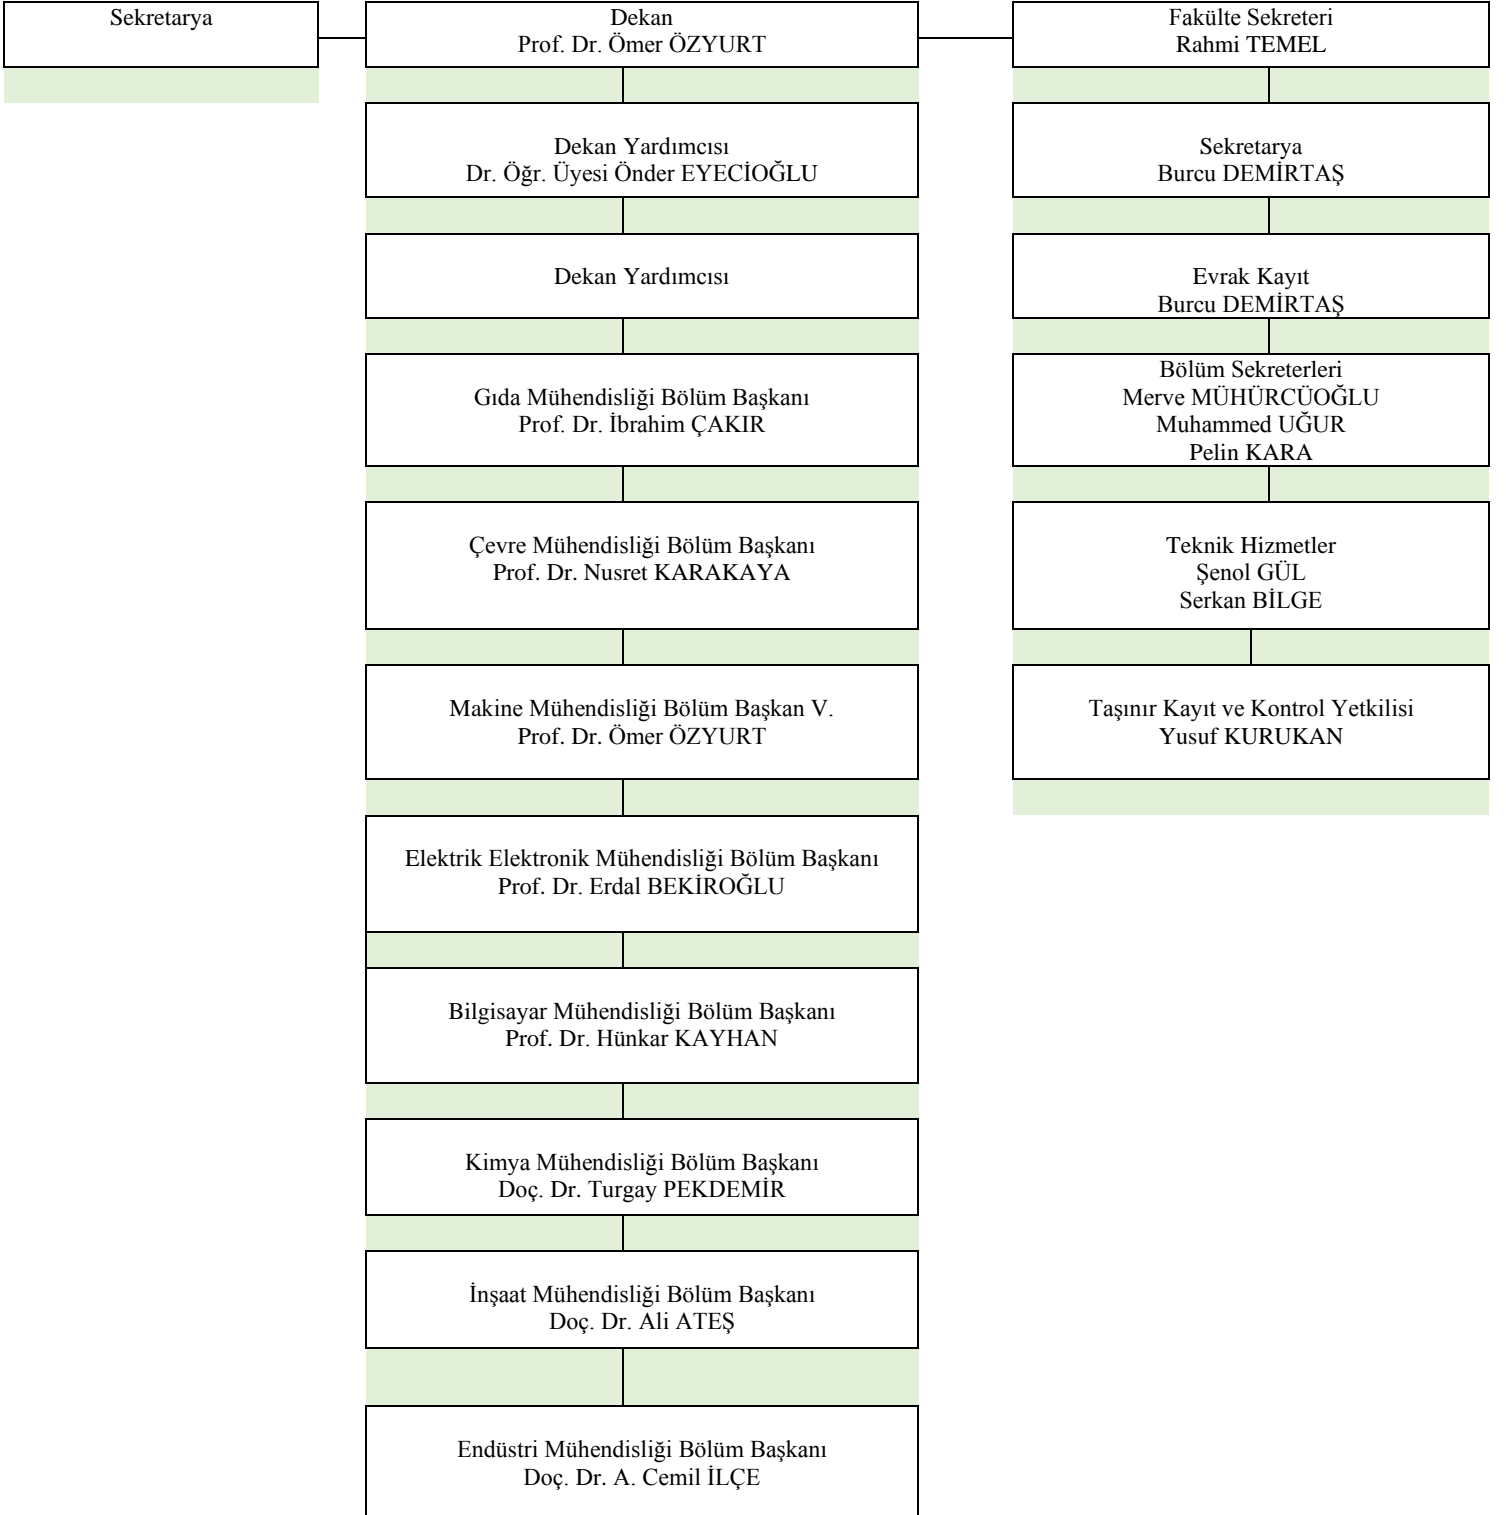 Sekretarya
Dekan
Prof. Dr. Ömer ÖZYURT
Fakülte Sekreteri
Rahmi TEMEL
Dekan Yardımcısı
Dr. Öğr. Üyesi Önder EYECİOĞLU
Sekretarya
Burcu DEMİRTAŞ
Dekan Yardımcısı
Evrak Kayıt
Burcu DEMİRTAŞ
Gıda Mühendisliği Bölüm Başkanı
Prof. Dr. İbrahim ÇAKIR
Bölüm Sekreterleri
Merve MÜHÜRCÜOĞLU
Muhammed UĞUR
Pelin KARA
Çevre Mühendisliği Bölüm Başkanı
Prof. Dr. Nusret KARAKAYA
Teknik Hizmetler
Şenol GÜL
Serkan BİLGE
Makine Mühendisliği Bölüm Başkan V.
Prof. Dr. Ömer ÖZYURT
Taşınır Kayıt ve Kontrol Yetkilisi
Yusuf KURUKAN
Elektrik Elektronik Mühendisliği Bölüm Başkanı
Prof. Dr. Erdal BEKİROĞLU
Bilgisayar Mühendisliği Bölüm Başkanı
Prof. Dr. Hünkar KAYHAN
Kimya Mühendisliği Bölüm Başkanı
Doç. Dr. Turgay PEKDEMİR
İnşaat Mühendisliği Bölüm Başkanı
Doç. Dr. Ali ATEŞ
Endüstri Mühendisliği Bölüm Başkanı
Doç. Dr. A. Cemil İLÇE